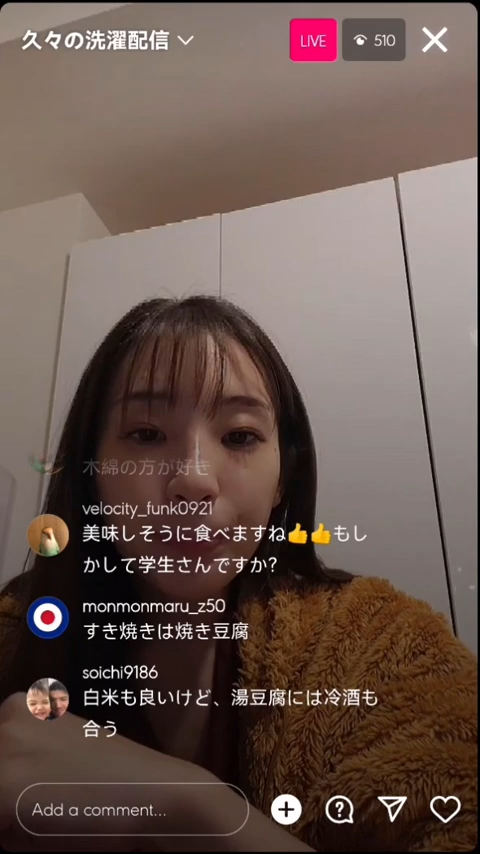 久々の洗濯配信
LIVE
510
木綿の方が好き
velocity_funk0921
美味しそうに食べますね👍👍もし
かして学生さんですか?
monmonmaru_z50
すき焼きは焼き豆腐
soichi9186
白米も良いけど、湯豆腐には冷酒も
合う
Add a comment...